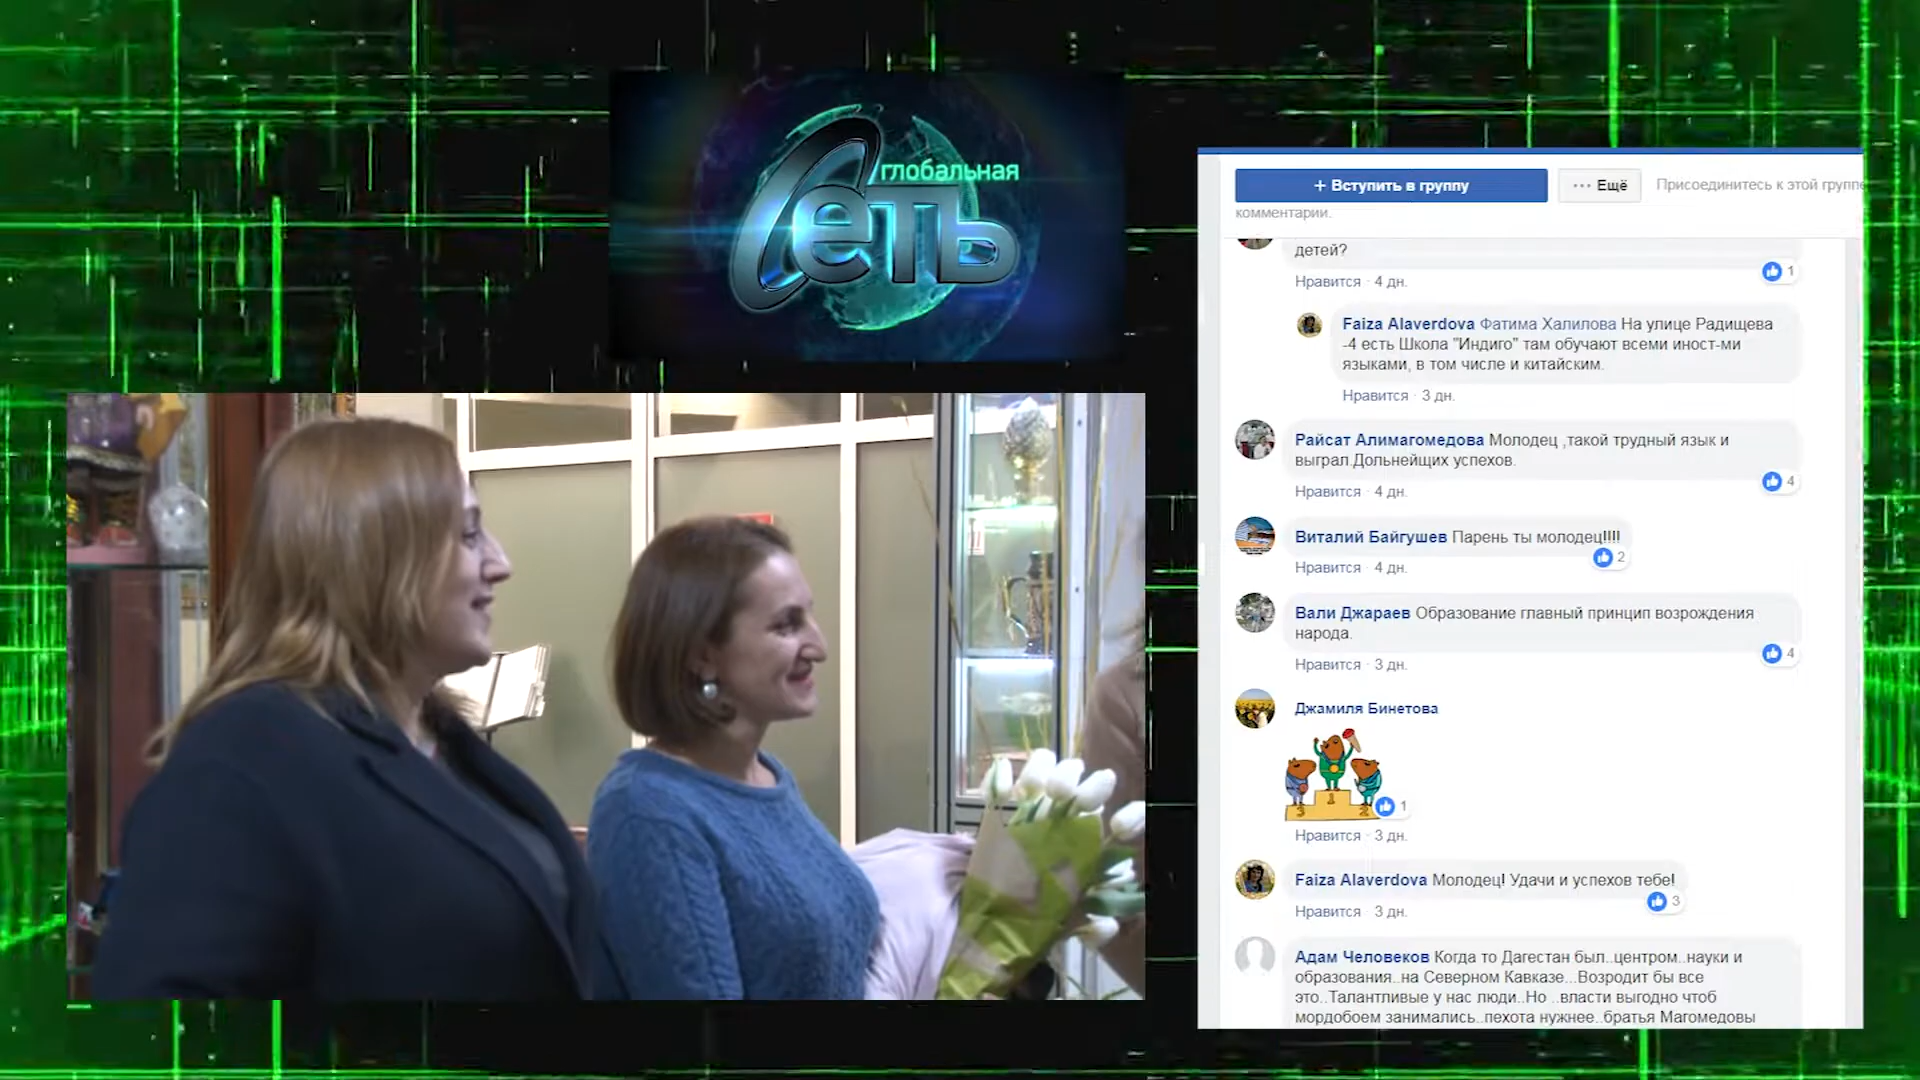 глобальная
Сеть
+ Вступить в группу
··· Ещё
Присоединитесь к этой группе
комментарии.
детей?
1
Нравится · 4 дн.
Faiza Alaverdova Фатима Халилова На улице Радищева
-4 есть Школа "Индиго" там обучают всеми иност-ми
языками, в том числе и китайским.
Нравится · 3 дн.
Райсат Алимагомедова Молодец ,такой трудный язык и
выграл.Дольнейщих успехов.
4
Нравится · 4 дн.
Виталий Байгушев Парень ты молодец!!!!
2
Нравится · 4 дн.
Вали Джараев Образование главный принцип возрождения
народа.
4
Нравится · 3 дн.
Джамиля Бинетова
3 1 2
1
Нравится · 3 дн.
Faiza Alaverdova Молодец! Удачи и успехов тебе!
3
Нравится · 3 дн.
Адам Человеков Когда то Дагестан был..центром..науки и
образования..на Северном Кавказе...Возродит бы все
это..Талантливые у нас люди..Но ..власти выгодно чтоб
мордобоем занимались..пехота нужнее..братья Магомедовы